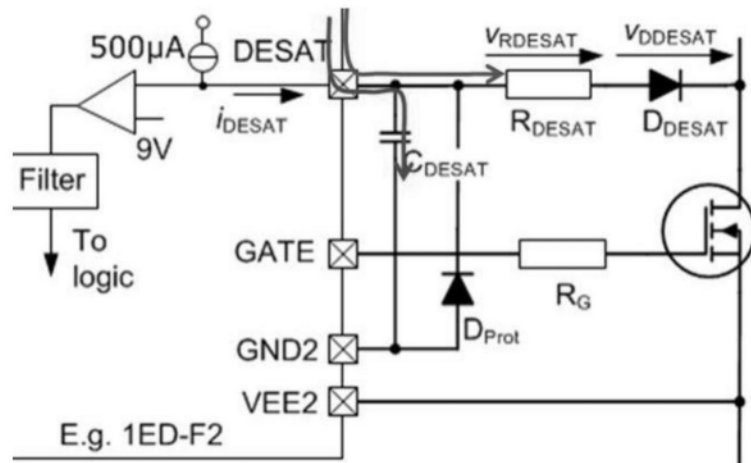 500µA
DESAT
vRDESAT
vDDESAT
iDESAT
9V
RDESAT
DDESAT
CDESAT
Filter
To
logic
GATE
RG
DProt
GND2
VEE2
E.g. 1ED-F2